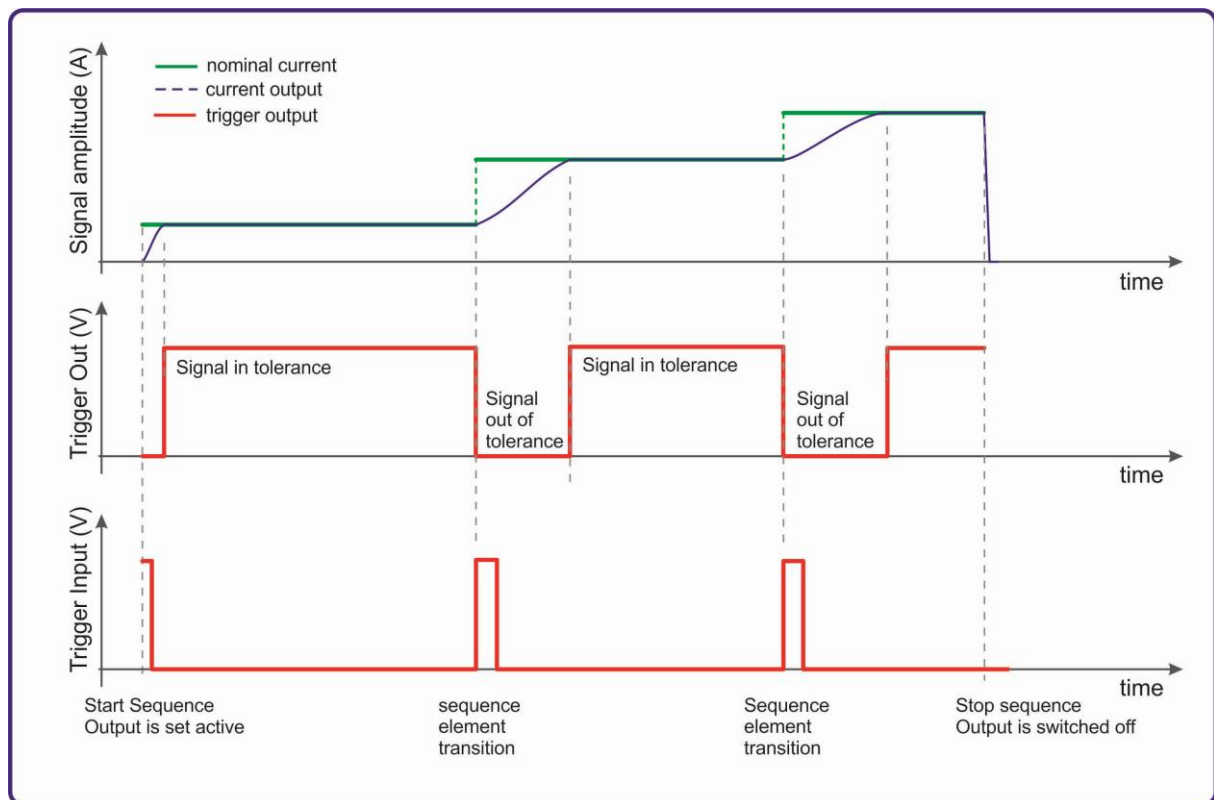 Signal amplitude (A)
nominal current
current output
trigger output
time
Trigger Out (V)
Signal in tolerance
Signal
out of
tolerance
Signal in tolerance
Signal
out of
tolerance
time
Trigger Input (V)
time
Start Sequence
Output is set active
sequence
element
transition
Sequence
element
transition
Stop sequence
Output is switched off